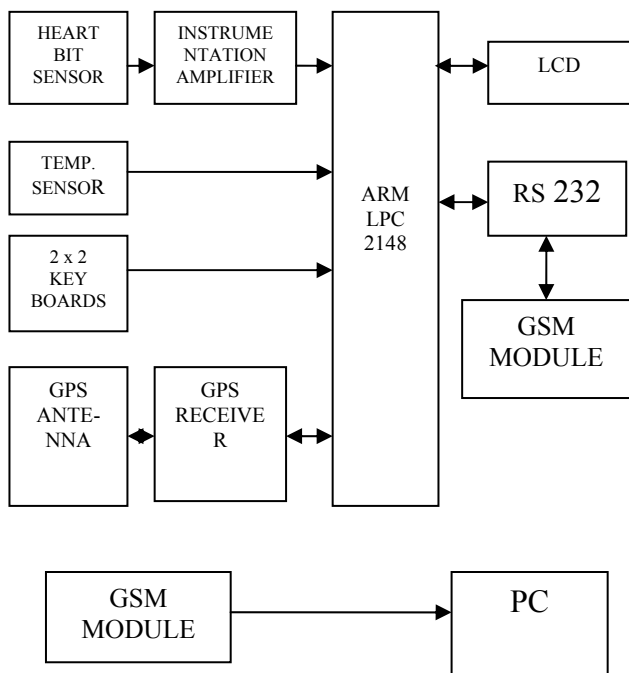 HEART
BIT
SENSOR
INSTRUME
NTATION
AMPLIFIER
LCD
TEMP.
SENSOR
ARM
LPC
2148
RS 232
2 x 2
KEY
BOARDS
GSM
MODULE
GPS
ANTE-
NNA
GPS
RECEIVE
R
GSM
MODULE
PC